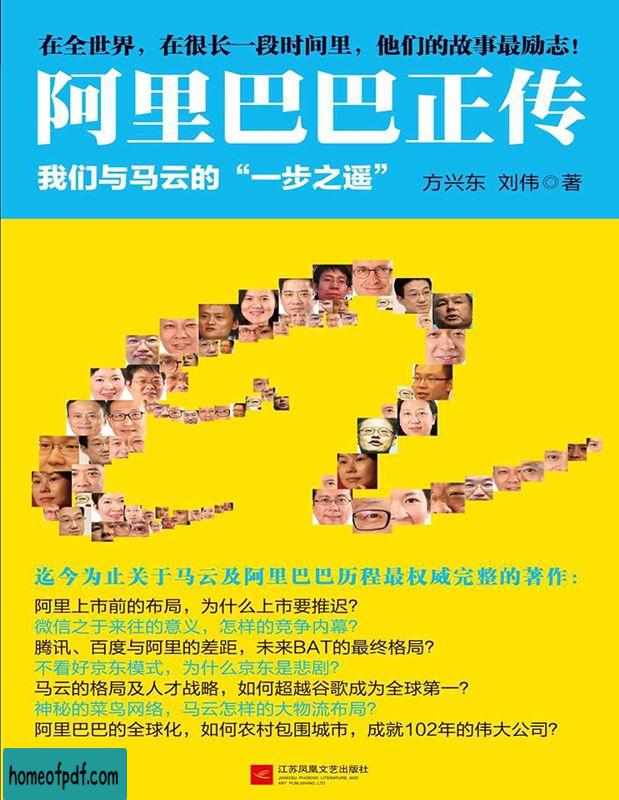 在全世界，在很长一段时间里，他们的故事最励志！
阿里巴巴正传
我们与马云的“一步之遥”
方兴东 刘伟◎著
迄今为止关于马云及阿里巴巴历程最权威完整的著作：
阿里上市前的布局，为什么上市要推迟？
微信之于来往的意义，怎样的竞争内幕？
腾讯、百度与阿里的差距，未来BAT的最终格局？
不看好京东模式，为什么京东是悲剧？
马云的格局及人才战略，如何超越谷歌成为全球第一？
神秘的菜鸟网络，马云怎样的大物流布局？
阿里巴巴的全球化，如何农村包围城市，成就102年的伟大公司？
homeofpdf.com
江苏凤凰文艺出版社
JIANGSU PHOENIX LITERATURE AND
ART PUBLISHING, LTD